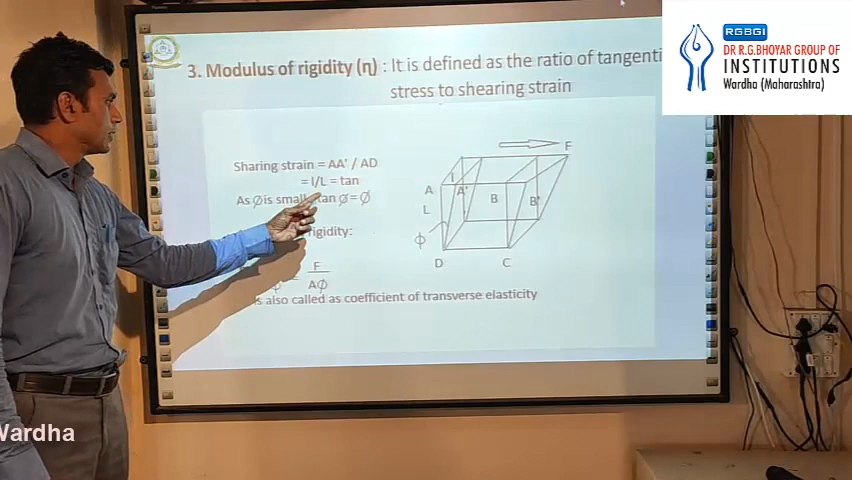 RGBGI
DR R.G.BHOYAR GROUP OF
INSTITUTIONS
Wardha (Maharashtra)
3. Modulus of rigidity (η) : It is defined as the ratio of tangenti
stress to shearing strain
Sharing strain = AA' / AD
= l/L = tan
As ∅ is small, tan ∅ = ∅
rigidity:
= F
A∅
is also called as coefficient of transverse elasticity
F
A
l
A'
B
B'
L
ϕ
D
C
Wardha